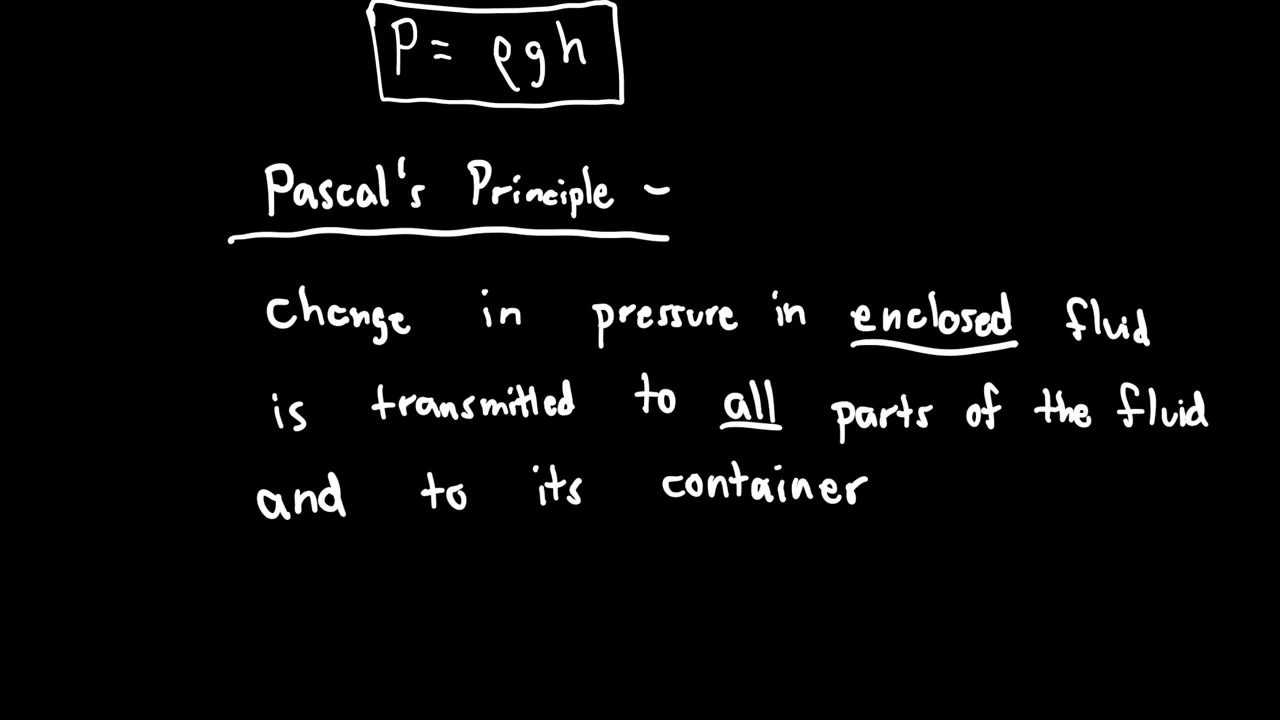 P = ρgh
Pascal's Principle -
Change in pressure in enclosed fluid
is transmitted to all parts of the fluid
and to its container